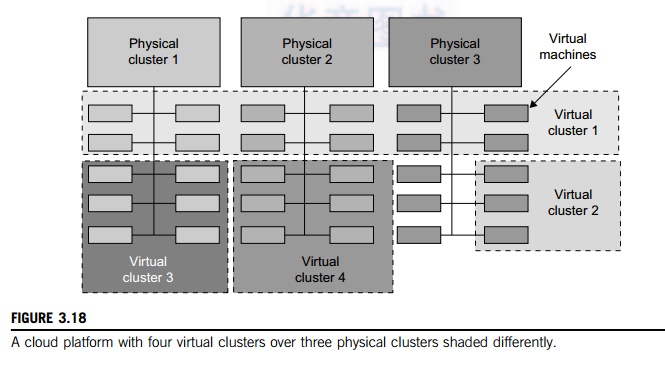 Physical
cluster 1
Physical
cluster 2
Physical
cluster 3
Virtual
machines
Virtual
cluster 1
Virtual
cluster 2
Virtual
cluster 3
Virtual
cluster 4
FIGURE 3.18
A cloud platform with four virtual clusters over three physical clusters shaded differently.